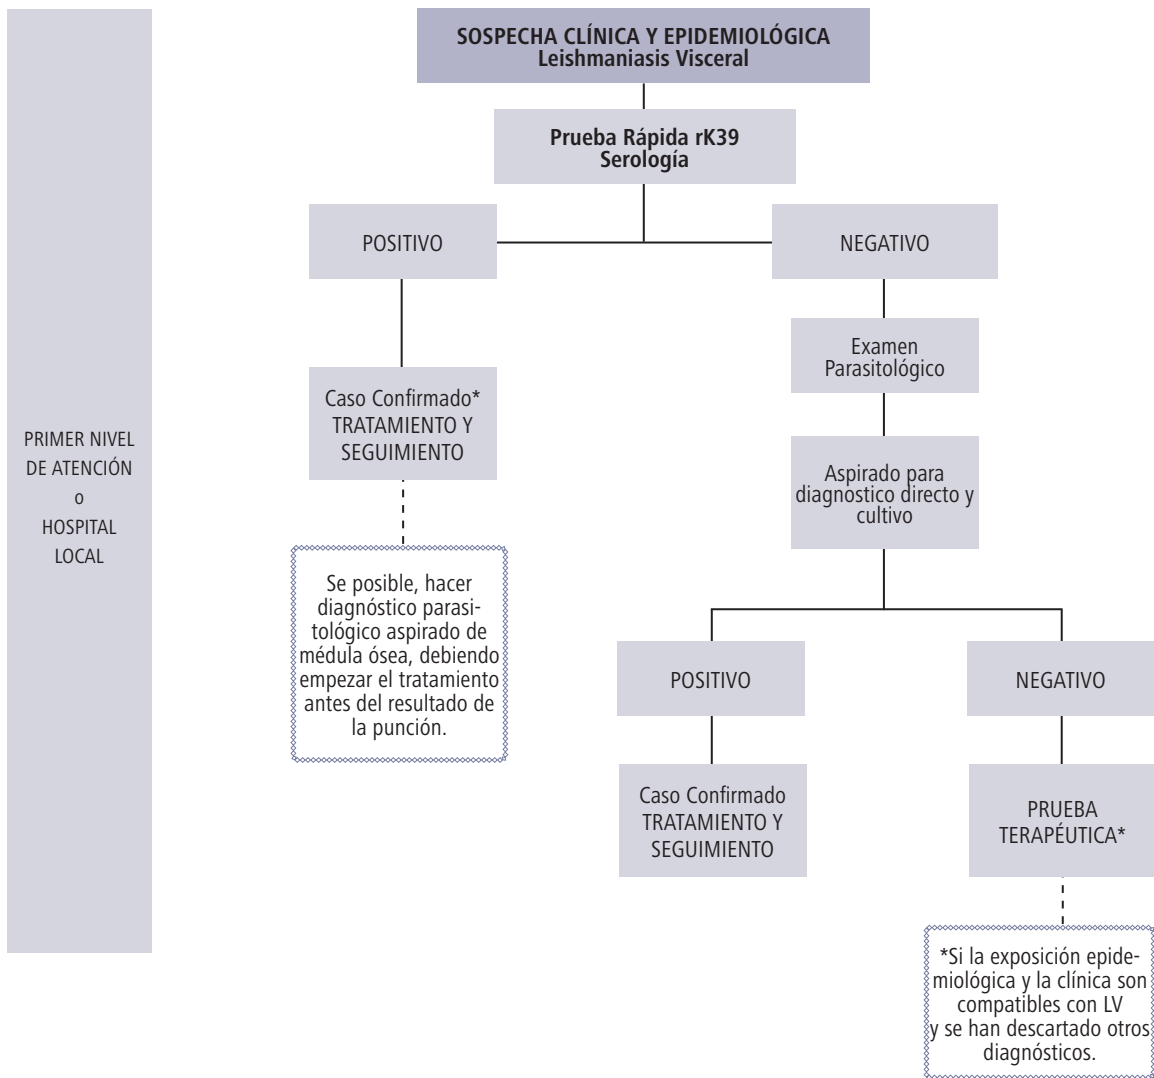 SOSPECHA CLÍNICA Y EPIDEMIOLÓGICA
Leishmaniasis Visceral
Prueba Rápida rK39
Serología
POSITIVO
NEGATIVO
Examen
Parasitológico
Caso Confirmado*
TRATAMIENTO Y
SEGUIMIENTO
PRIMER NIVEL
DE ATENCIÓN
o
HOSPITAL
LOCAL
Aspirado para
diagnostico directo y
cultivo
Se posible, hacer
diagnóstico parasi-
tológico aspirado de
médula ósea, debiendo
empezar el tratamiento
antes del resultado de
la punción.
POSITIVO
NEGATIVO
Caso Confirmado
TRATAMIENTO Y
SEGUIMIENTO
PRUEBA
TERAPÉUTICA*
*Si la exposición epide-
miológica y la clínica son
compatibles con LV
y se han descartado otros
diagnósticos.